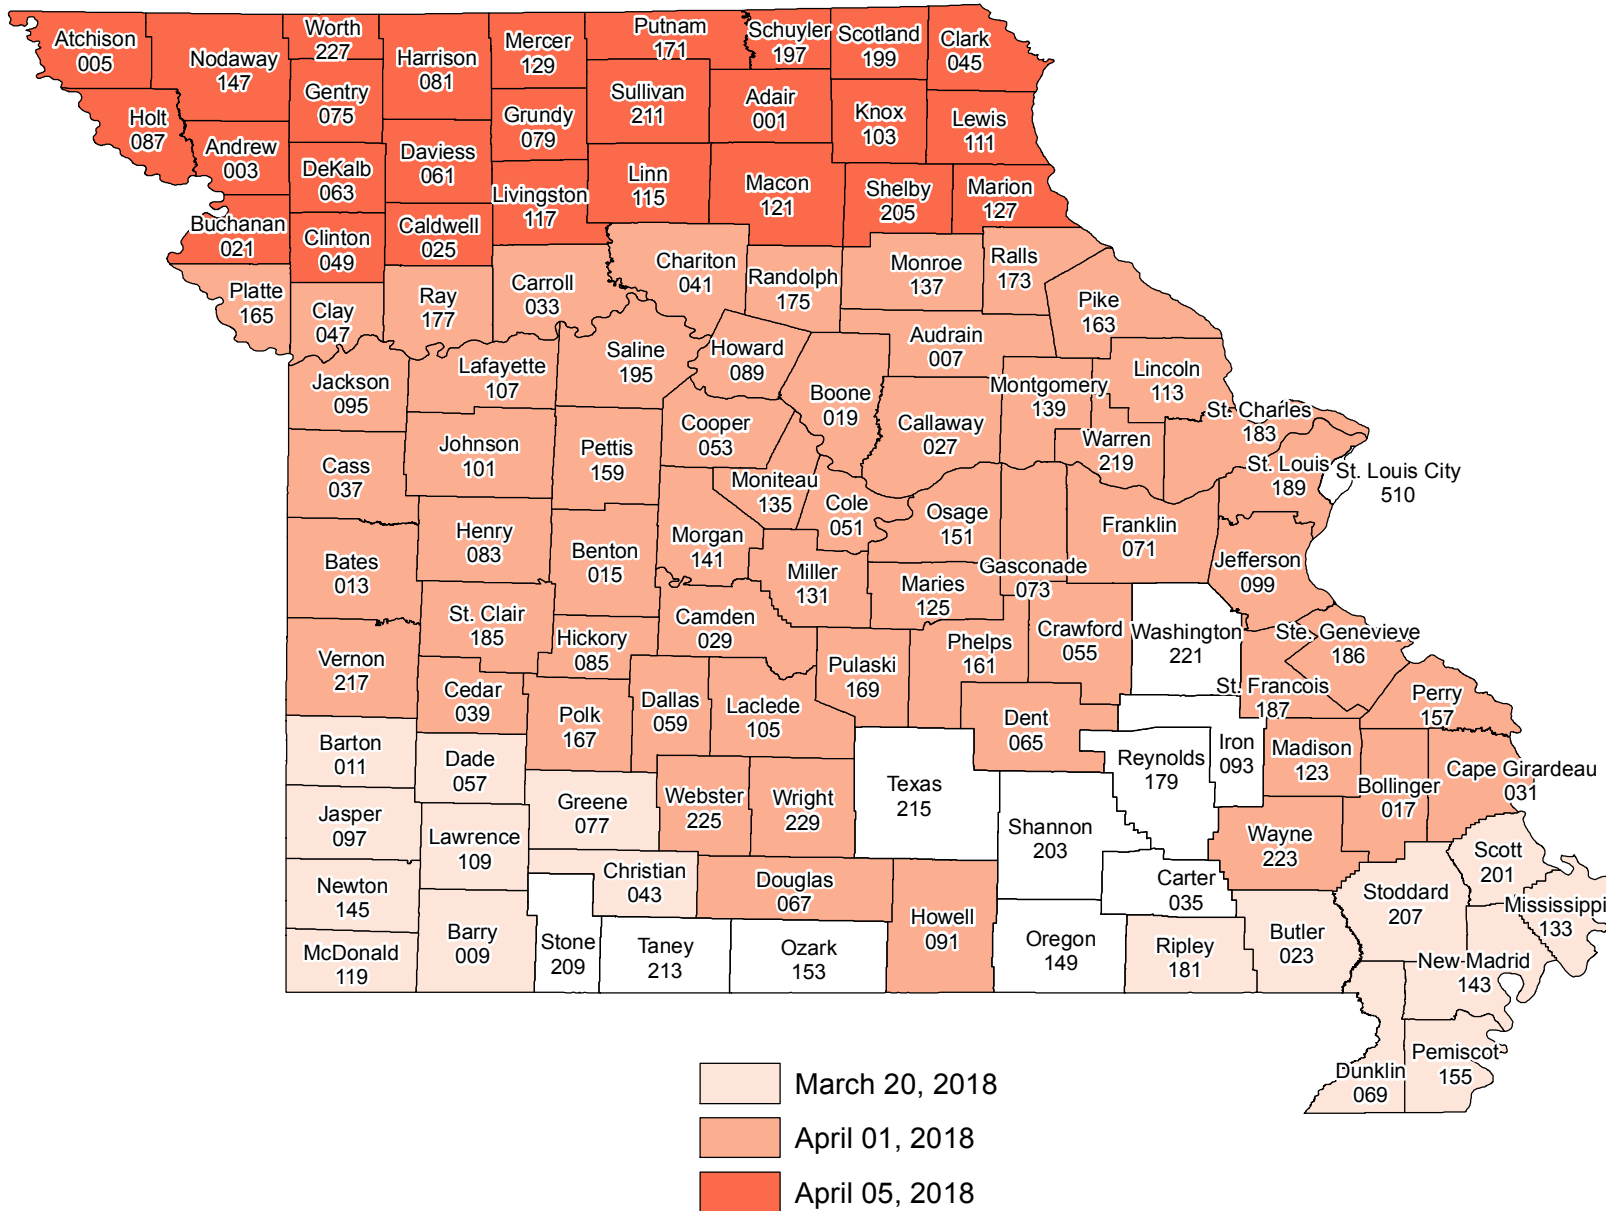 Atchison
005
Nodaway
147
Worth
227
Harrison
081
Mercer
129
Putnam
171
Schuyler
197
Scotland
199
Clark
045
Holt
087
Andrew
003
Gentry
075
DeKalb
063
Daviess
061
Grundy
079
Sullivan
211
Adair
001
Knox
103
Lewis
111
Buchanan
021
Clinton
049
Caldwell
025
Livingston
117
Linn
115
Macon
121
Shelby
205
Marion
127
Platte
165
Clay
047
Ray
177
Carroll
033
Chariton
041
Randolph
175
Monroe
137
Ralls
173
Pike
163
Jackson
095
Lafayette
107
Saline
195
Howard
089
Boone
019
Audrain
007
Callaway
027
Montgomery
139
Lincoln
113
Warren
219
St. Charles
183
St. Louis
189
St. Louis City
510
Cass
037
Johnson
101
Pettis
159
Cooper
053
Moniteau
135
Cole
051
Osage
151
Gasconade
073
Franklin
071
Jefferson
099
Bates
013
Henry
083
Benton
015
Morgan
141
Miller
131
Maries
125
Vernon
217
St. Clair
185
Hickory
085
Camden
029
Pulaski
169
Phelps
161
Crawford
055
Washington
221
Ste. Genevieve
186
St. Francois
187
Perry
157
Cedar
039
Polk
167
Dallas
059
Laclede
105
Dent
065
Iron
093
Reynolds
179
Madison
123
Bollinger
017
Cape Girardeau
031
Barton
011
Dade
057
Jasper
097
Lawrence
109
Greene
077
Webster
225
Wright
229
Texas
215
Shannon
203
Wayne
223
Scott
201
Newton
145
McDonald
119
Barry
009
Christian
043
Stone
209
Taney
213
Douglas
067
Ozark
153
Howell
091
Oregon
149
Carter
035
Ripley
181
Butler
023
Stoddard
207
Mississippi
133
New Madrid
143
Dunklin
069
Pemiscot
155
March 20, 2018
April 01, 2018
April 05, 2018